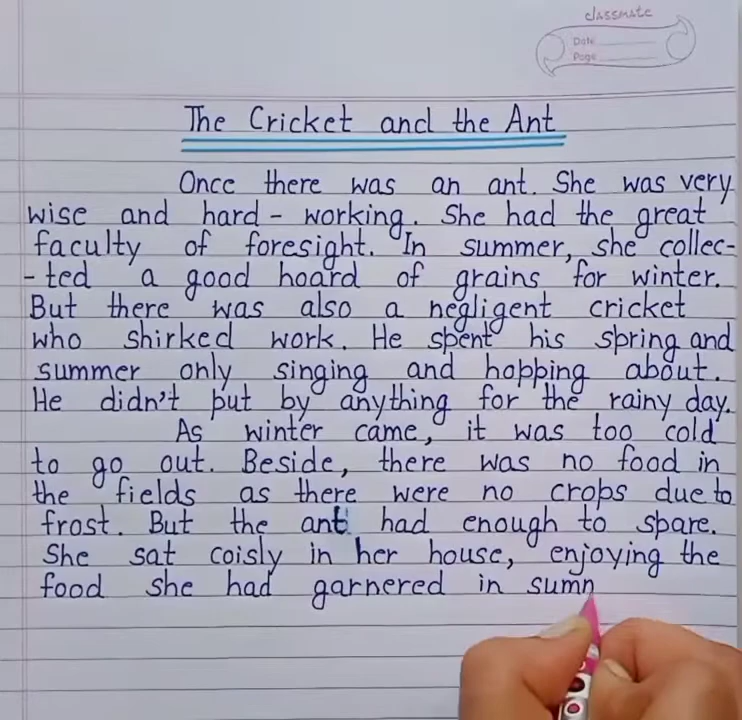 classmate
Date
Page
The Cricket and the Ant
Once there was an ant. She was very
wise and hard - working. She had the great
faculty of foresight. In summer, she collec-
-ted a good hoard of grains for winter.
But there was also a negligent cricket
who shirked work. He spent his spring and
summer only singing and hopping about.
He didn't put by anything for the rainy day.
As winter came, it was too cold
to go out. Beside, there was no food in
the fields as there were no crops due to
frost. But the ant had enough to spare.
She sat coisly in her house, enjoying the
food she had garnered in sumn